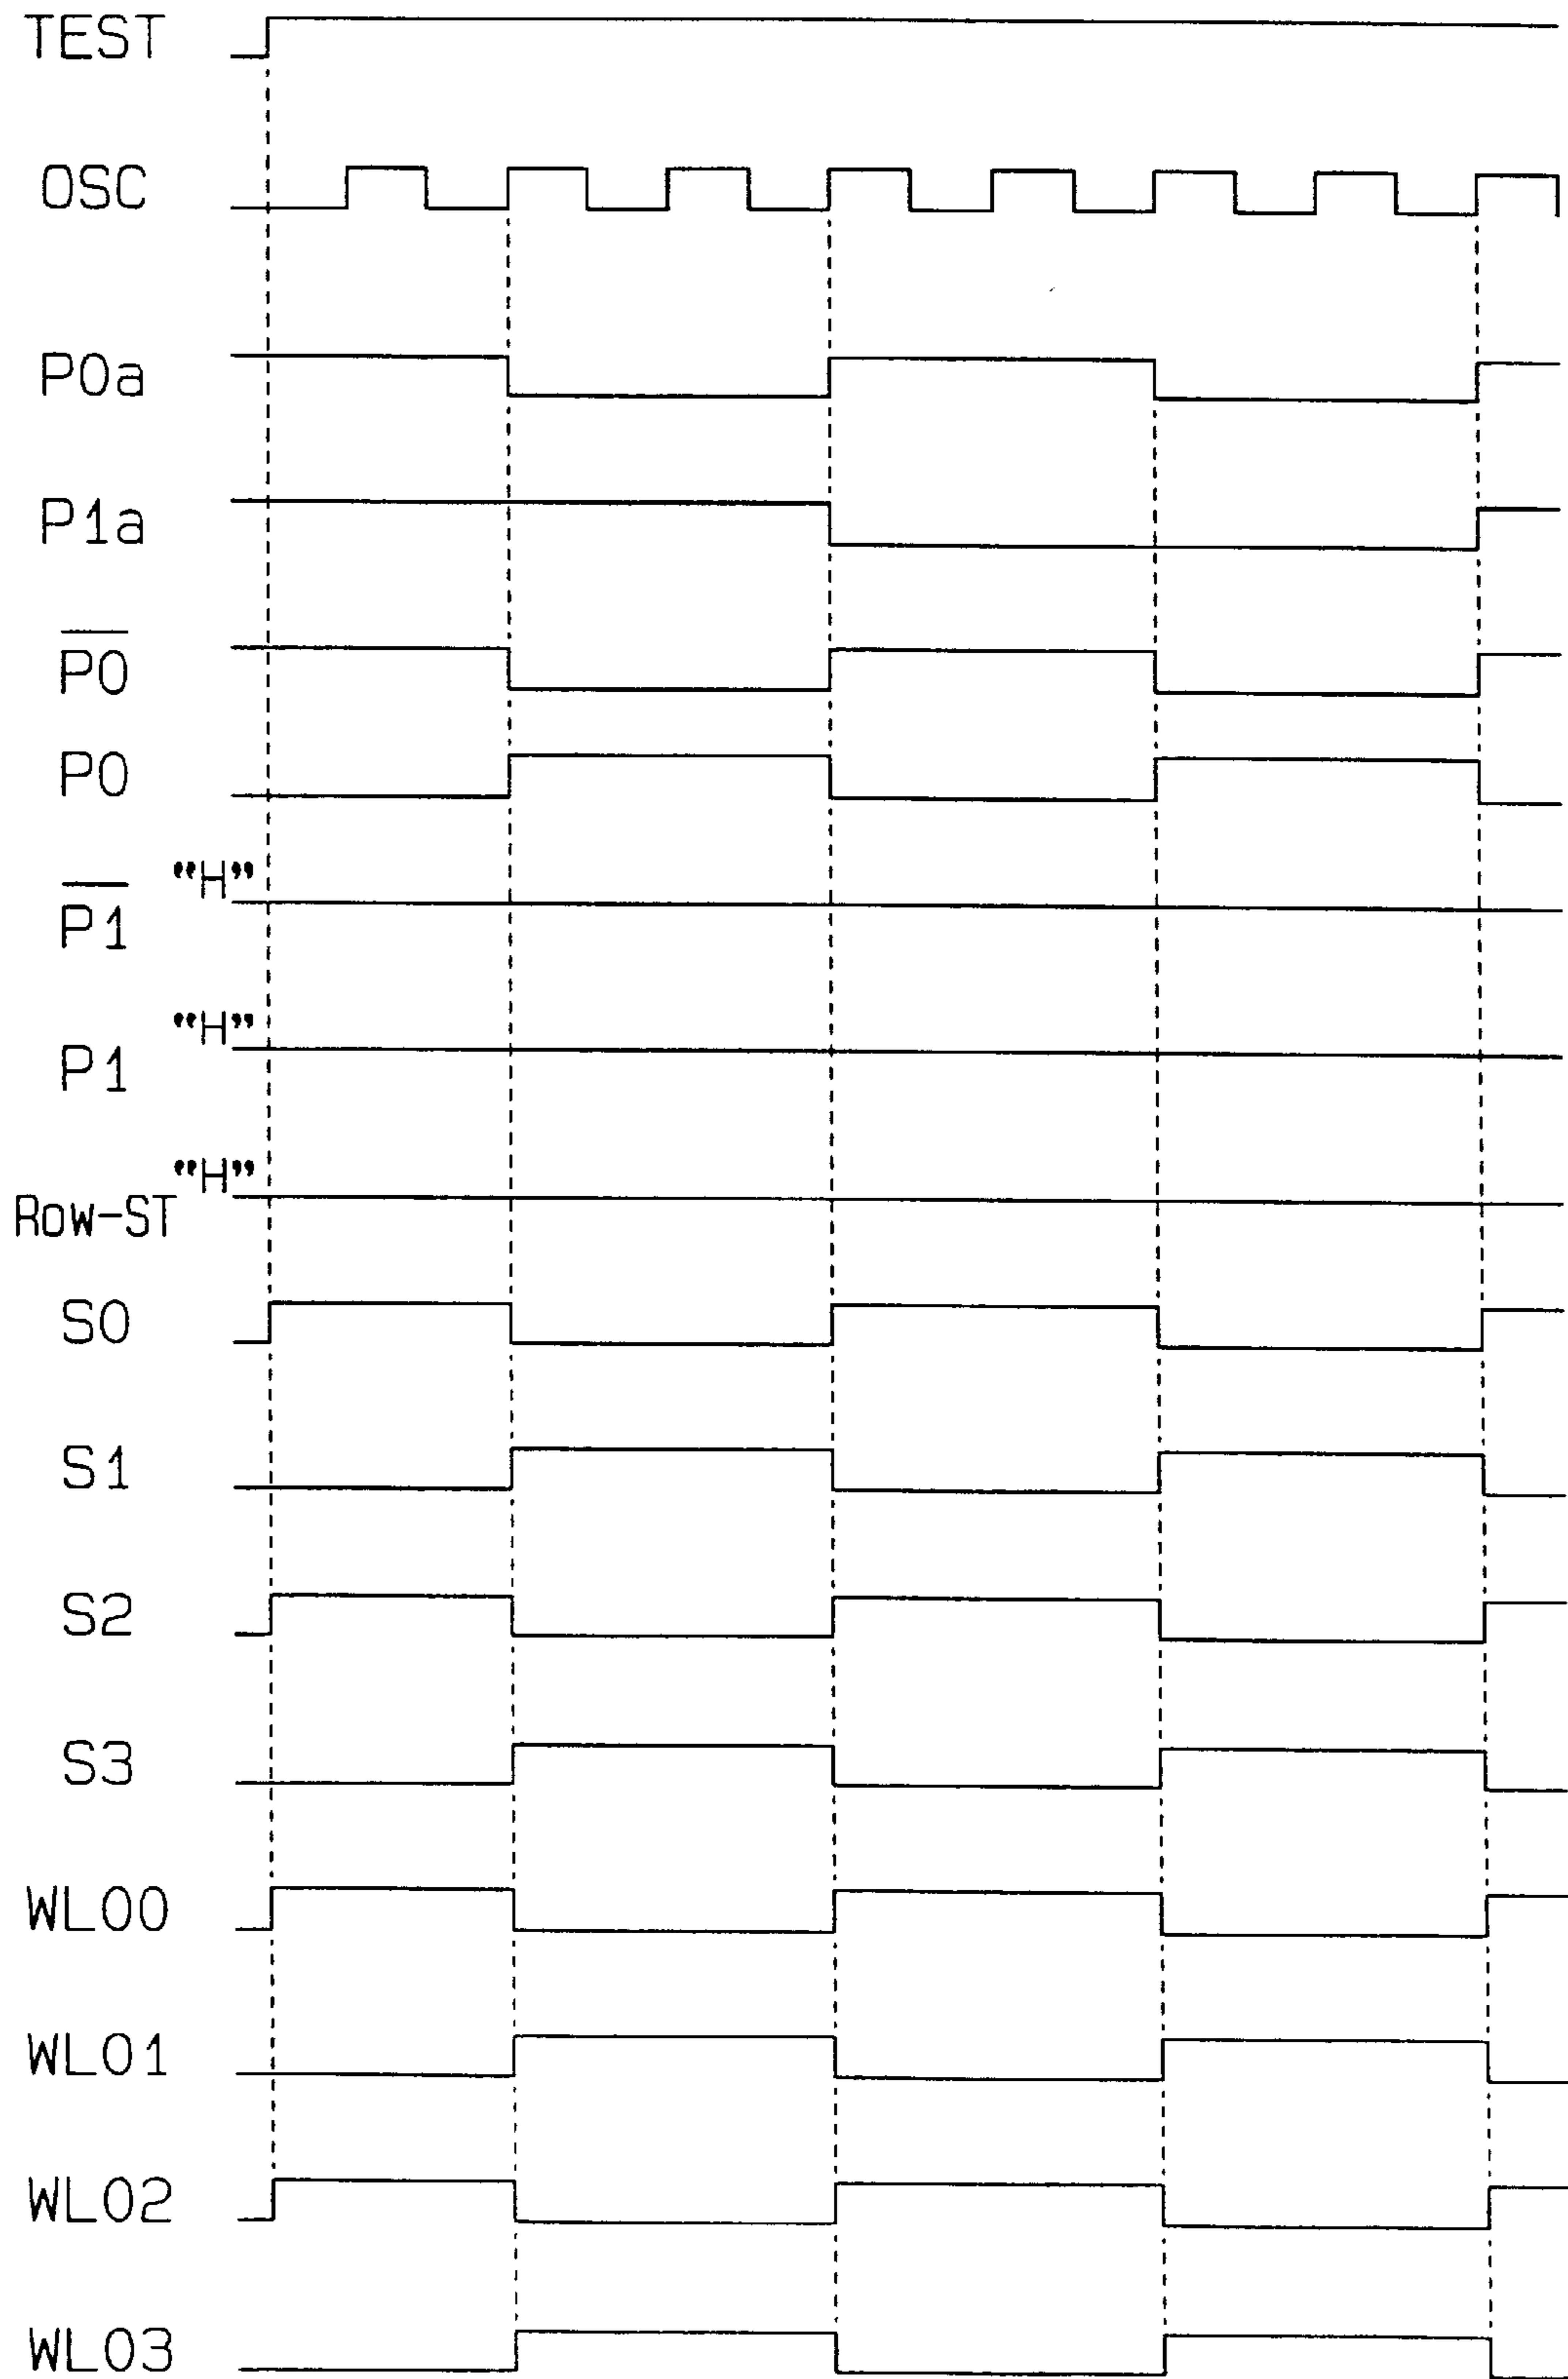 TEST
OSC
P0a
P1a
P0
P0
“H”
P1
“H”
P1
“H”
Row-ST
S0
S1
S2
S3
WL00
WL01
WL02
WL03